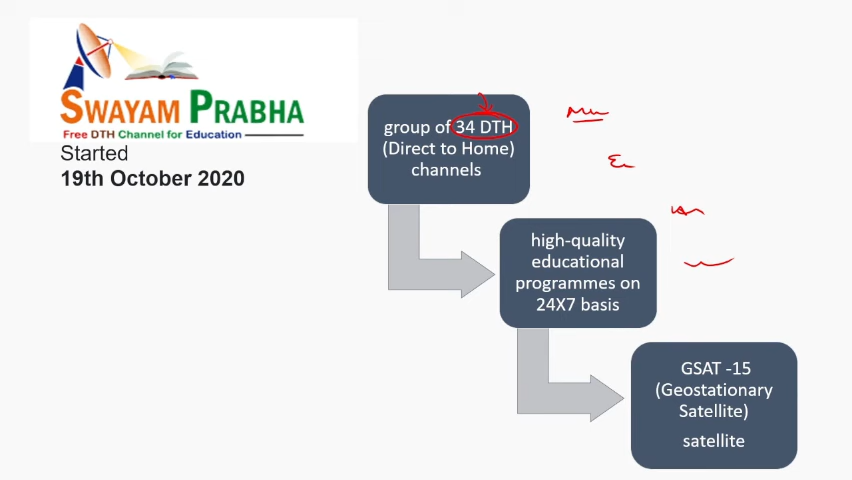 SWAYAM PRABHA
Free DTH Channel for Education
Started
19th October 2020
group of 34 DTH
(Direct to Home)
channels
high-quality
educational
programmes on
24X7 basis
GSAT -15
(Geostationary
Satellite)
satellite